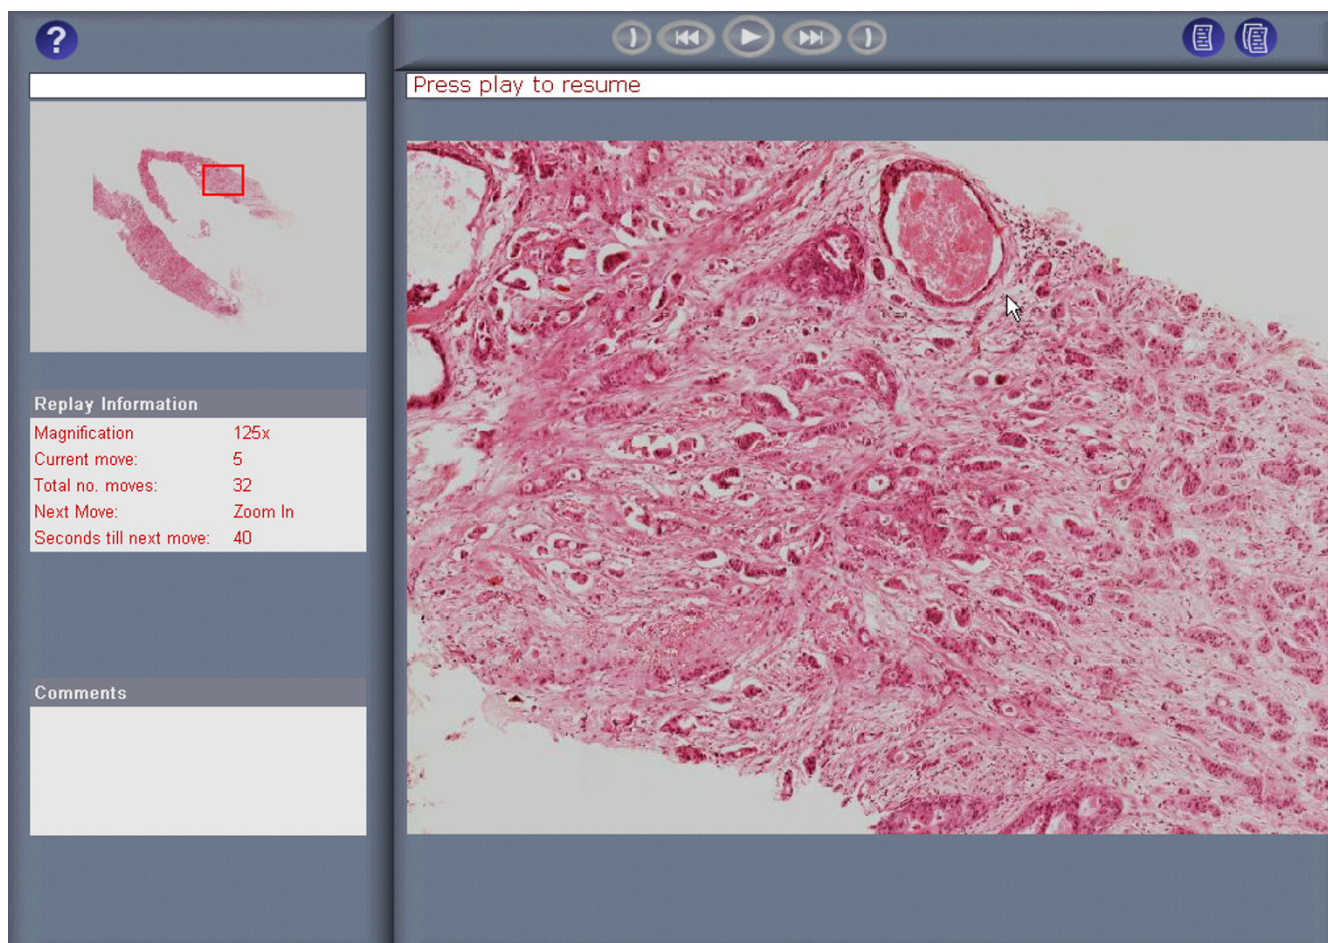 ?
Press play to resume
Replay Information
Magnification 125x
Current move: 5
Total no. moves: 32
Next Move: Zoom In
Seconds till next move: 40
Comments